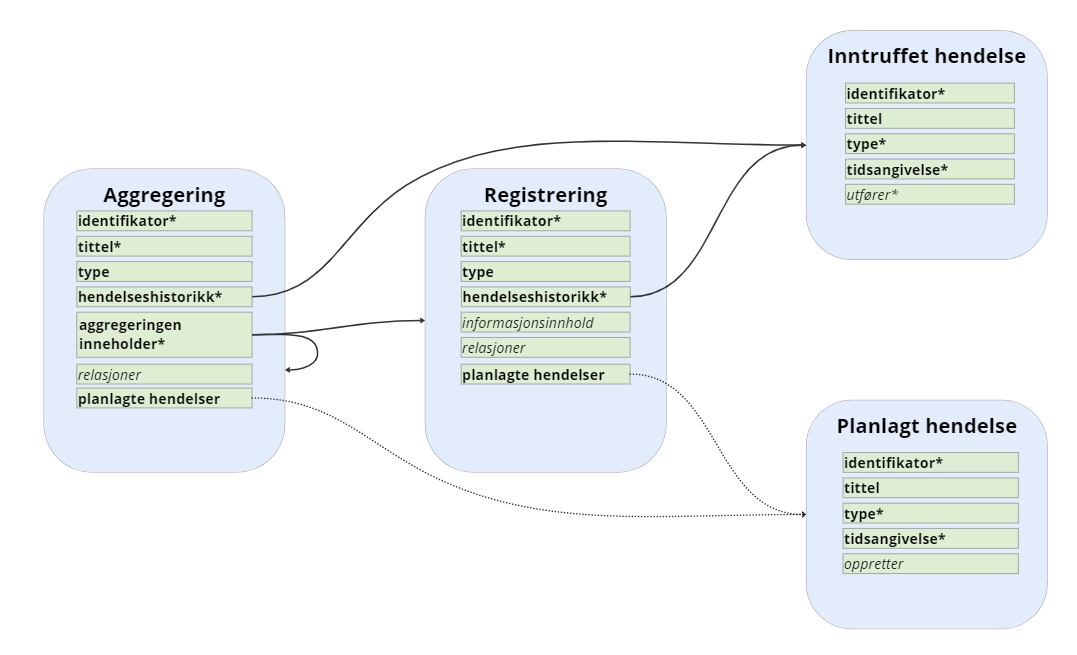 Aggregering
identifikator*
tittel*
type
hendelseshistorikk*
aggregeringen
inneholder*
relasjoner
planlagte hendelser
Registrering
identifikator*
tittel*
type
hendelseshistorikk*
informasjonsinnhold
relasjoner
planlagte hendelser
Inntruffet hendelse
identifikator*
tittel
type*
tidsangivelse*
utfører*
Planlagt hendelse
identifikator*
tittel
type*
tidsangivelse*
oppretter